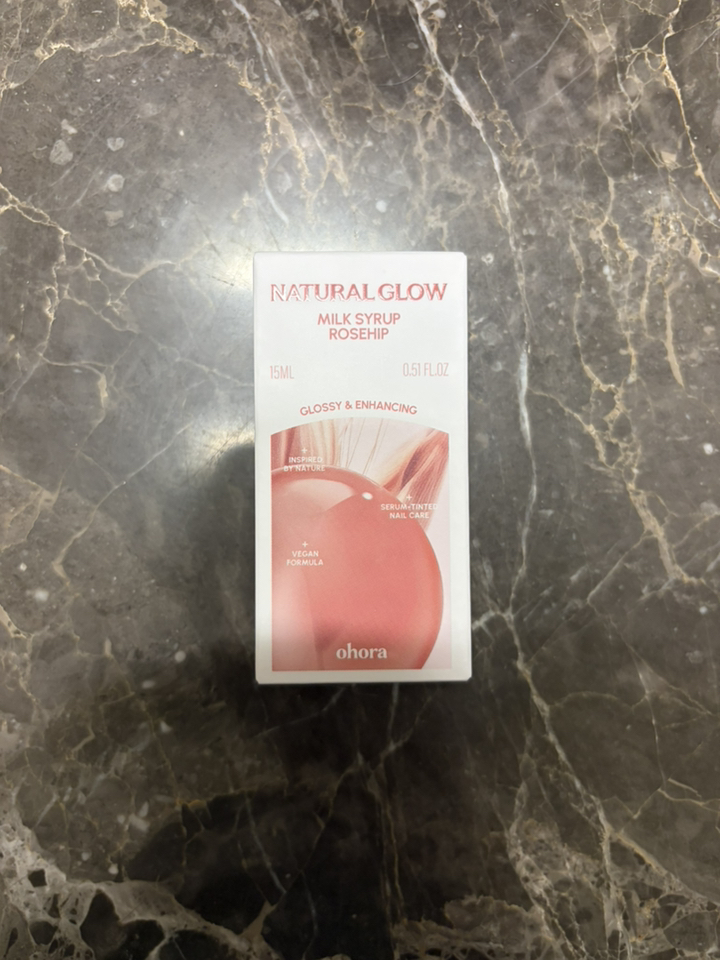 NATURAL GLOW
MILK SYRUP
ROSEHIP
15ML 0.51 FL.OZ
GLOSSY & ENHANCING
+
INSPIRED
BY NATURE
+
SERUM-TINTED
NAIL CARE
+
VEGAN
FORMULA
ohora